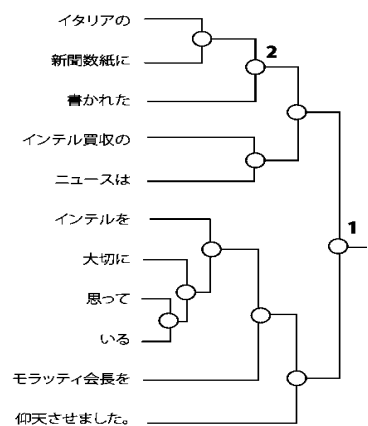 イタリアの
新聞数紙に
2
書かれた
インテル買収の
ニュースは
インテルを
1
大切に
思って
いる
モラッティ会長を
仰天させました。